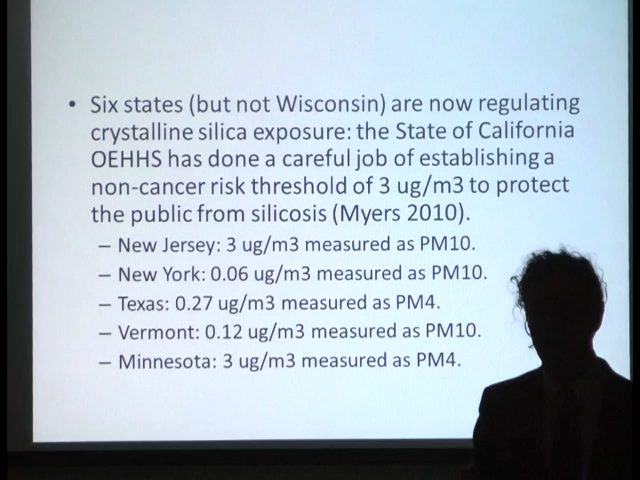 • Six states (but not Wisconsin) are now regulating
crystalline silica exposure: the State of California
OEHHS has done a careful job of establishing a
non-cancer risk threshold of 3 ug/m3 to protect
the public from silicosis (Myers 2010).
– New Jersey: 3 ug/m3 measured as PM10.
– New York: 0.06 ug/m3 measured as PM10.
– Texas: 0.27 ug/m3 measured as PM4.
– Vermont: 0.12 ug/m3 measured as PM10.
– Minnesota: 3 ug/m3 measured as PM4.